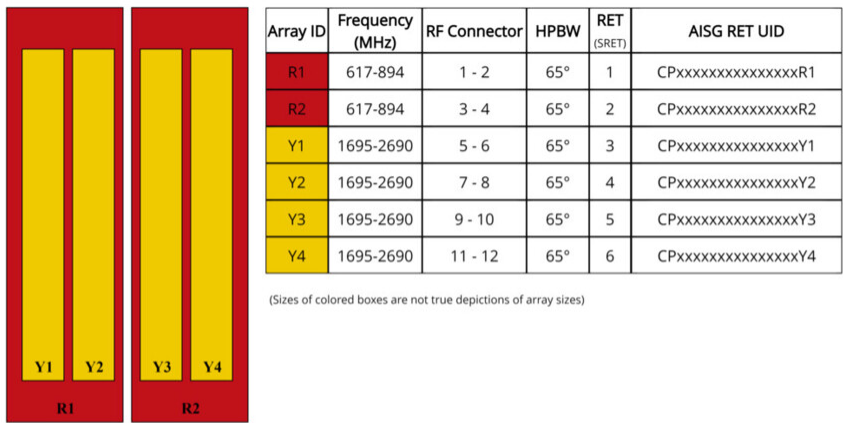 Array ID Frequency (MHz) RF Connector HPBW RET (SRET) AISG RET UID
R1 617-894 1 - 2 65° 1 CPxxxxxxxxxxxxxxxR1
R2 617-894 3 - 4 65° 2 CPxxxxxxxxxxxxxxxR2
Y1 1695-2690 5 - 6 65° 3 CPxxxxxxxxxxxxxxxY1
Y2 1695-2690 7 - 8 65° 4 CPxxxxxxxxxxxxxxxY2
Y3 1695-2690 9 - 10 65° 5 CPxxxxxxxxxxxxxxxY3
Y4 1695-2690 11 - 12 65° 6 CPxxxxxxxxxxxxxxxY4
(Sizes of colored boxes are not true depictions of array sizes)
Y1 Y2 Y3 Y4
R1 R2